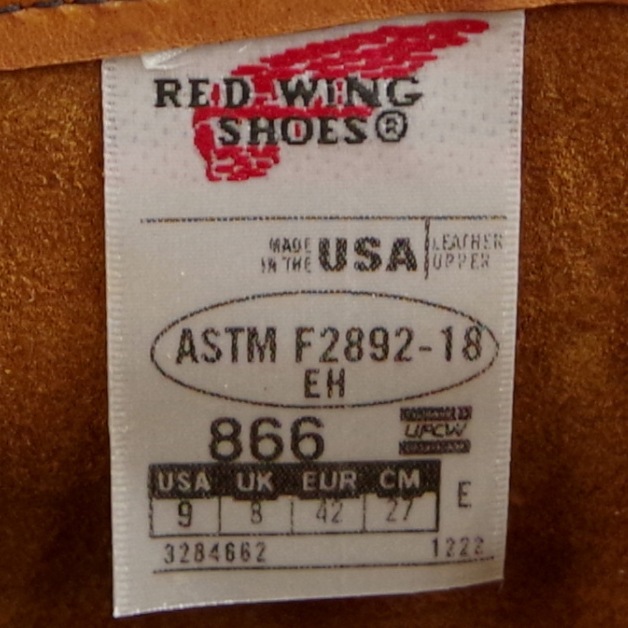 RED WING
SHOES®
MADE IN THE USA LEATHER UPPER
ASTM F2892-18
EH
866 UFCW
USA UK EUR CM
9 8 42 27 E
3284662 1222